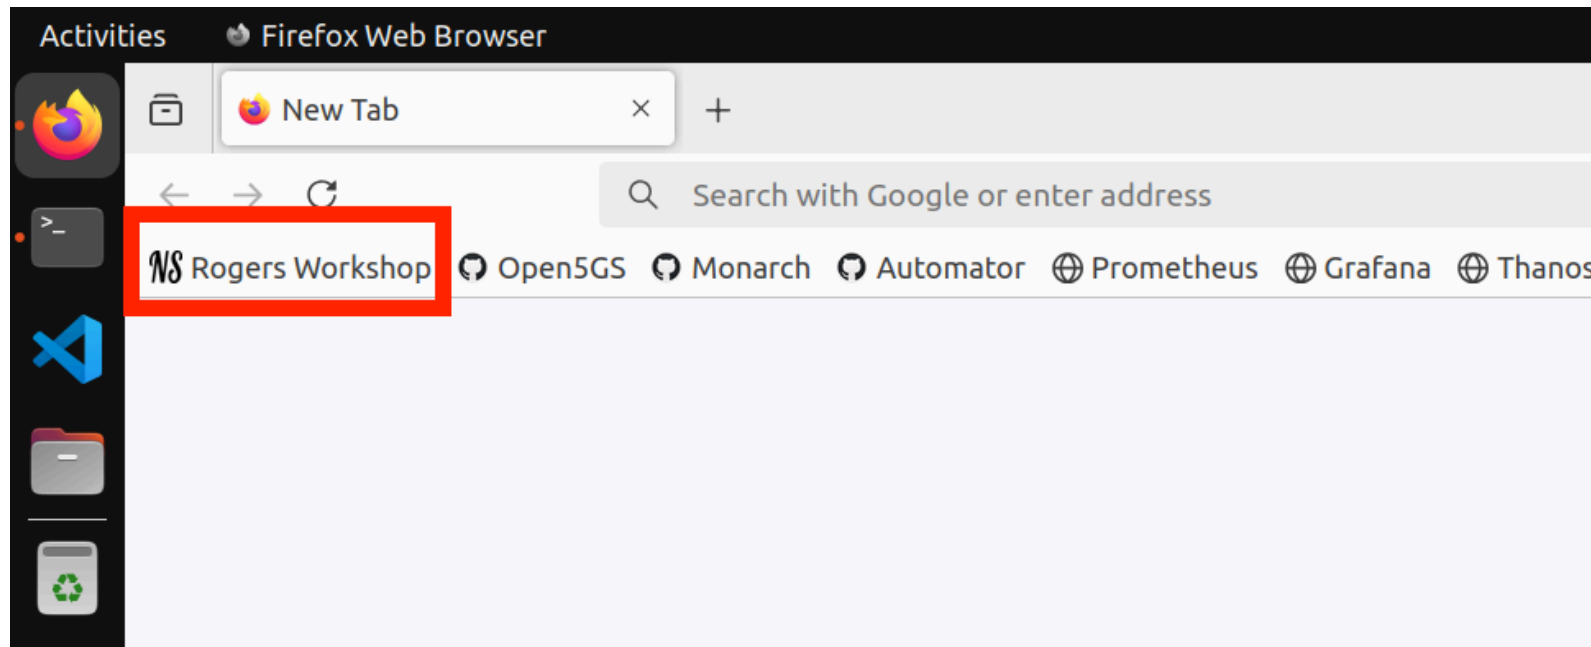 Activities Firefox Web Browser
New Tab
Search with Google or enter address
>_
NS Rogers Workshop Open5GS Monarch Automator Prometheus Grafana Thanos